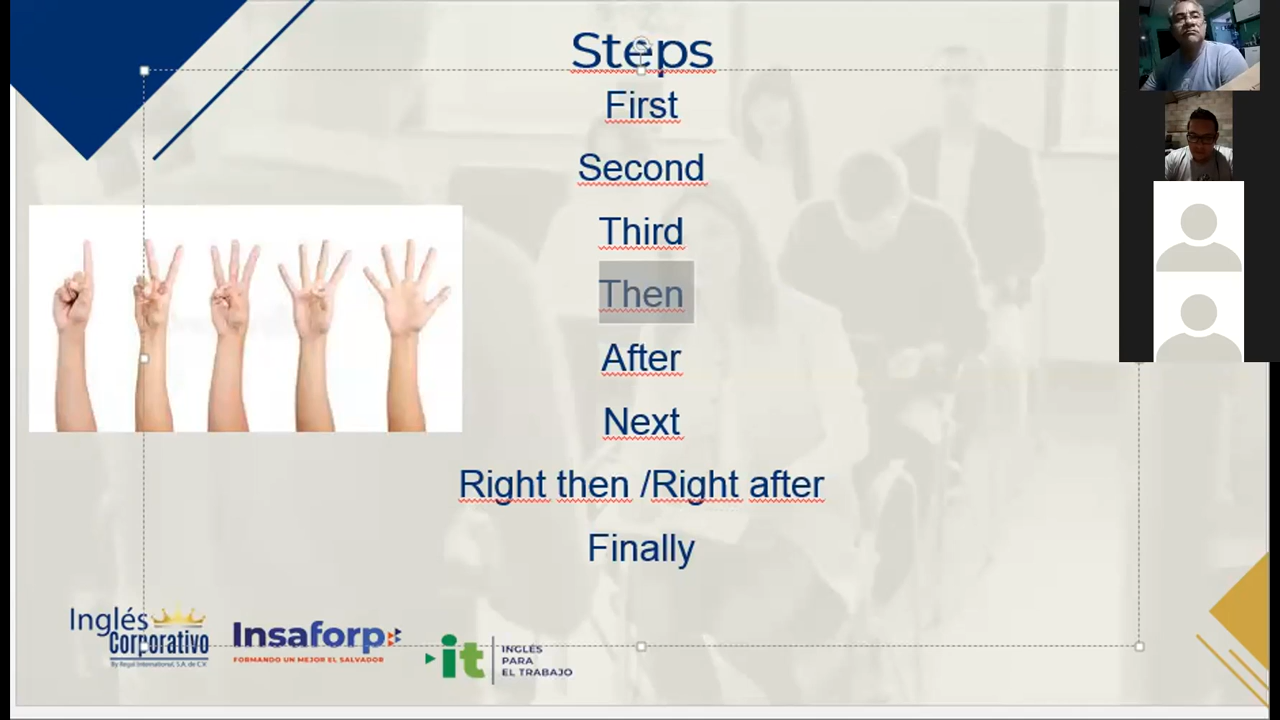 Steps
First
Second
Third
Then
After
Next
Right then /Right after
Finally
Inglés
Corporativo
By Regal International, S.A. de C.V.
Insaforp
FORMANDO UN MEJOR EL SALVADOR
it
INGLÉS
PARA
EL TRABAJO